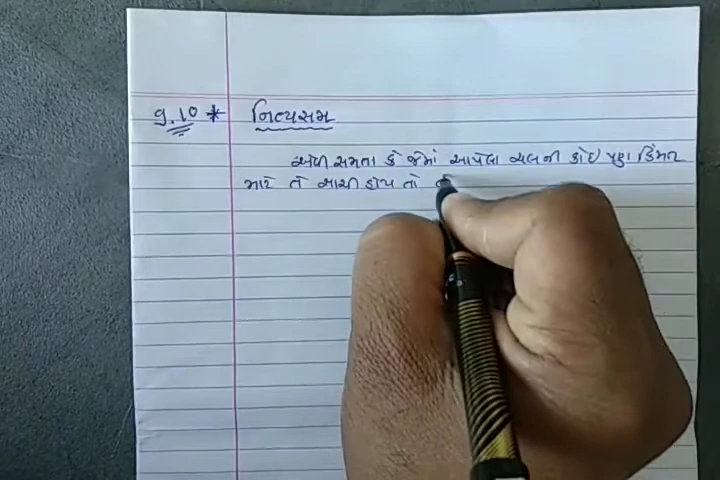 9.10 * નિત્યસમ
એવી સમતા કે જેમાં આપેલા ચલની કોઈ પણ કિંમત
માટે તે સાચી હોય તો